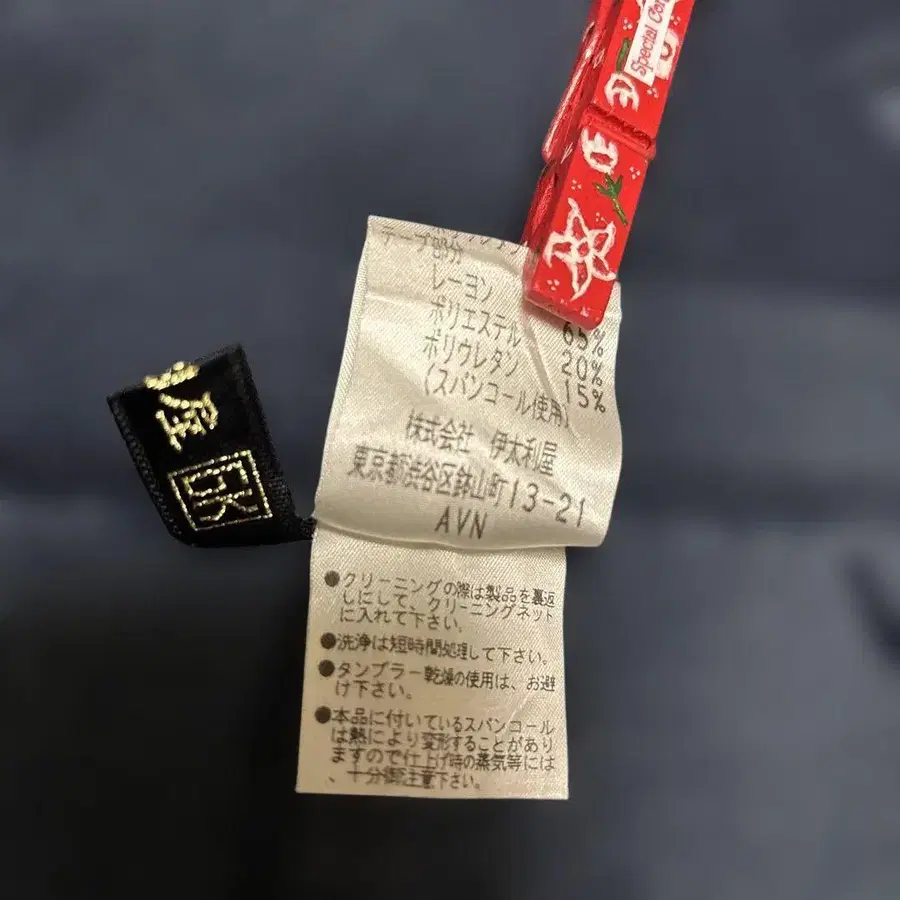 Special Con
テープ部分
レーヨン 65%
ポリエステル 20%
ポリウレタン 15%
(スパンコール使用)
株式会社 伊太利屋
東京都渋谷区鉢山町13-21
AVN
座
GK
●クリーニングの際は製品を裏返
しにして、クリーニングネット
に入れて下さい。
●洗浄は短時間処理して下さい。
●タンブラー乾燥の使用は、お避
け下さい。
●本品に付いているスパンコール
は熱により変形することがあり
ますので仕上げ時の蒸気等には
、十分御注意下さい。